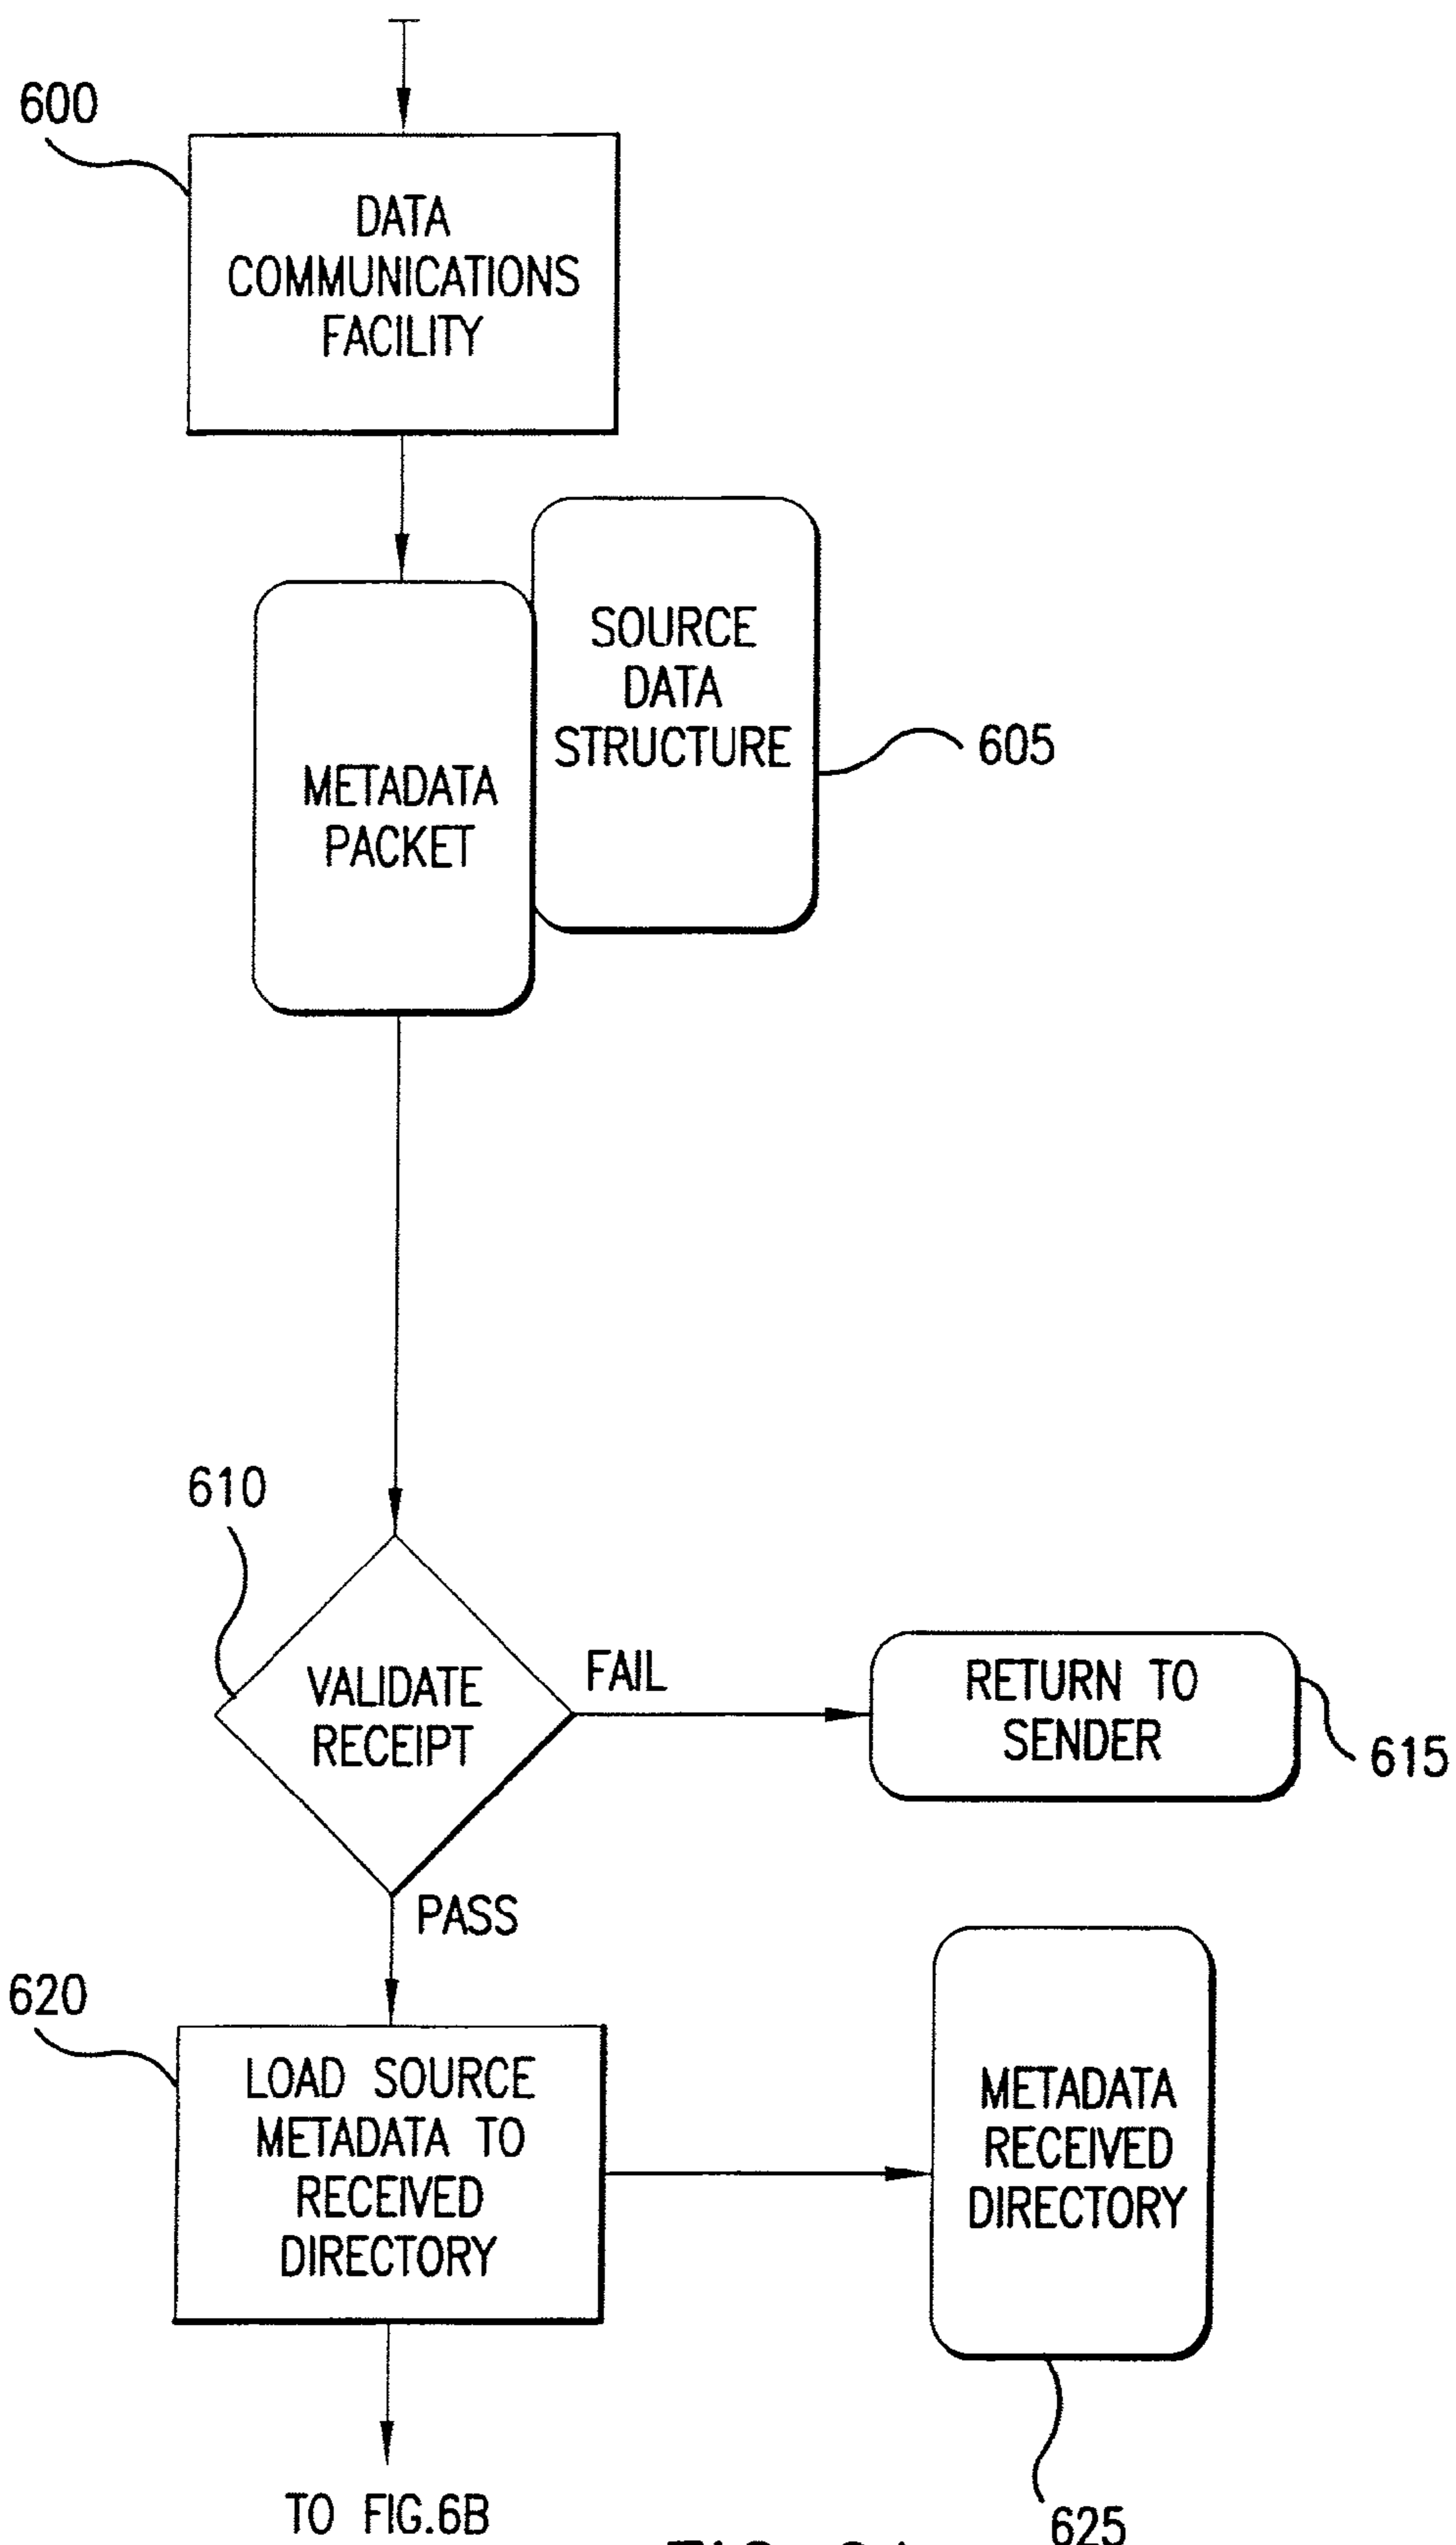 600
DATA
COMMUNICATIONS
FACILITY
SOURCE
DATA
STRUCTURE
605
METADATA
PACKET
610
VALIDATE
RECEIPT
FAIL
RETURN TO
SENDER
615
PASS
620
LOAD SOURCE
METADATA TO
RECEIVED
DIRECTORY
METADATA
RECEIVED
DIRECTORY
625
TO FIG.6B